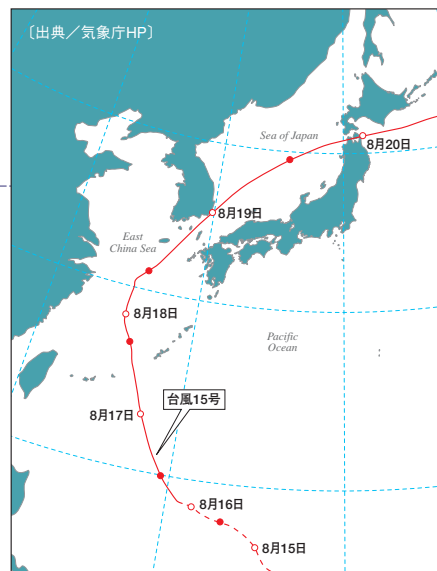 〔出典／気象庁HP〕
Sea of Japan
8月20日
8月19日
East
China Sea
8月18日
Pacific
Ocean
台風15号
8月17日
8月16日
8月15日